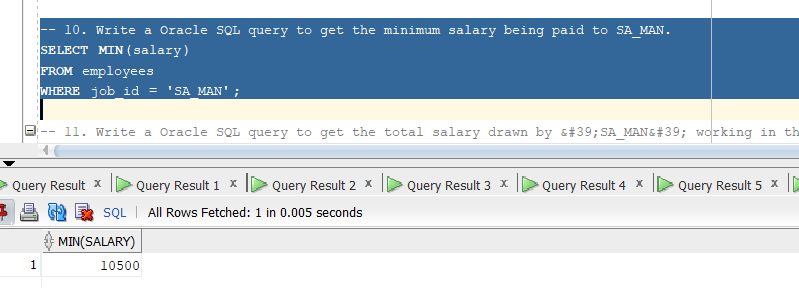 -- 10. Write a Oracle SQL query to get the minimum salary being paid to SA_MAN.
SELECT MIN(salary)
FROM employees
WHERE job_id = 'SA_MAN';
-- 11. Write a Oracle SQL query to get the total salary drawn by &#39;SA_MAN&#39; working in th
Query Result x Query Result 1 x Query Result 2 x Query Result 3 x Query Result 4 x Query Result 5 x
SQL | All Rows Fetched: 1 in 0.005 seconds
MIN(SALARY)
1 10500